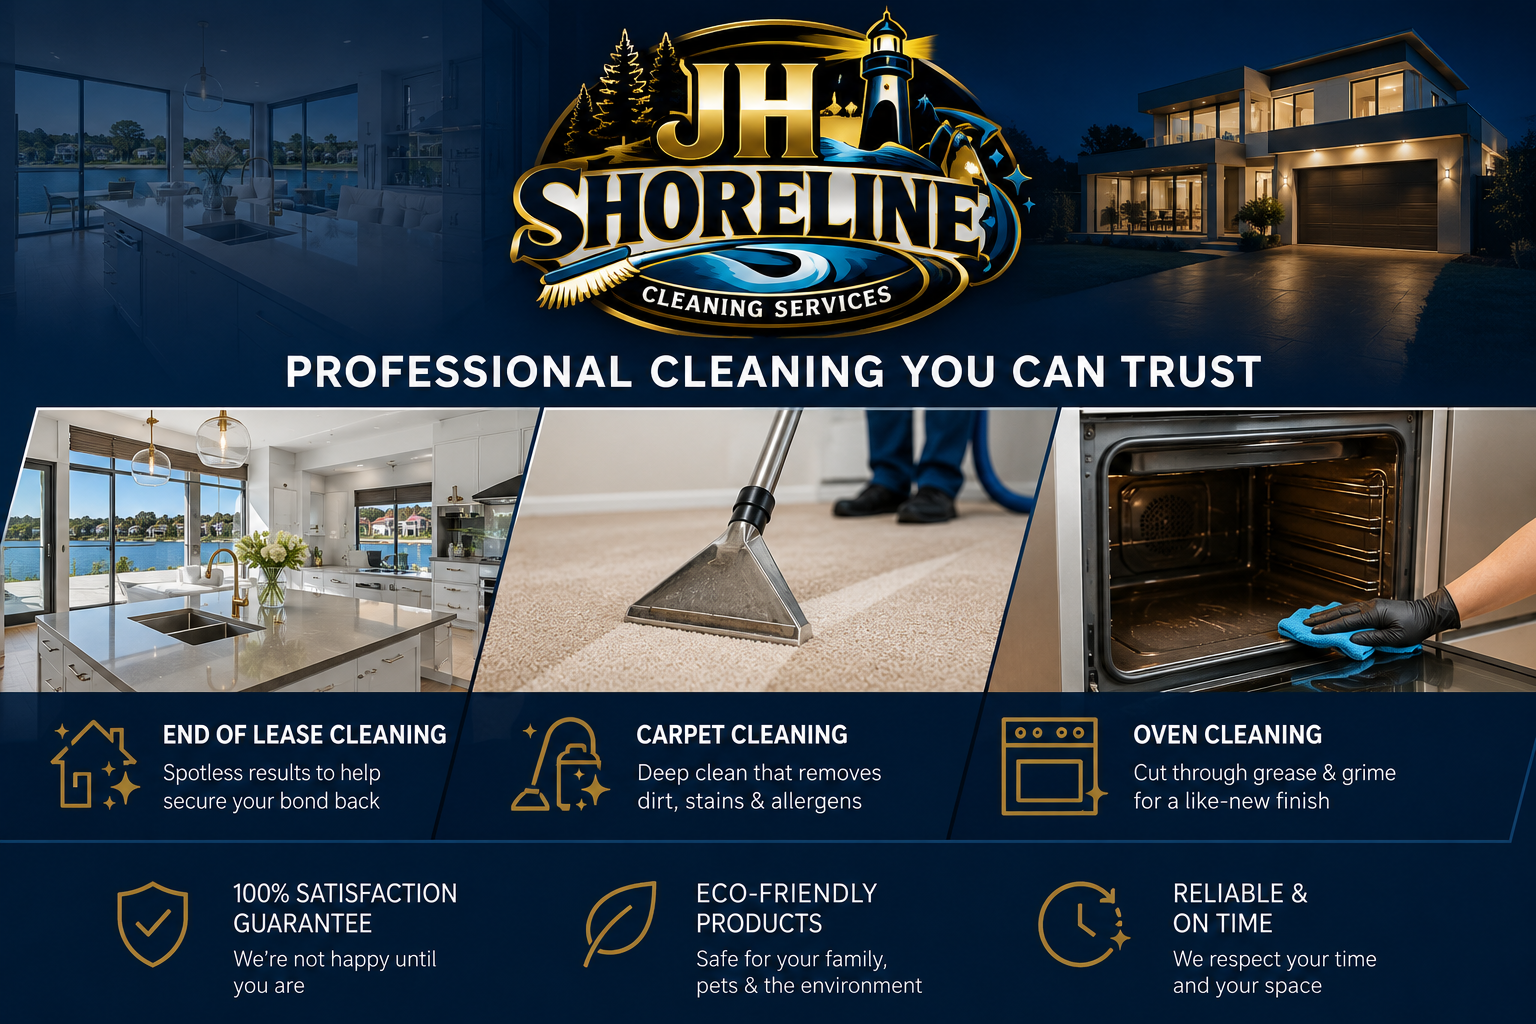 JH
SHORELINE
CLEANING SERVICES
PROFESSIONAL CLEANING YOU CAN TRUST
END OF LEASE CLEANING
Spotless results to help
secure your bond back
CARPET CLEANING
Deep clean that removes
dirt, stains & allergens
OVEN CLEANING
Cut through grease & grime
for a like-new finish
100% SATISFACTION
GUARANTEE
We're not happy until
you are
ECO-FRIENDLY
PRODUCTS
Safe for your family,
pets & the environment
RELIABLE &
ON TIME
We respect your time
and your space